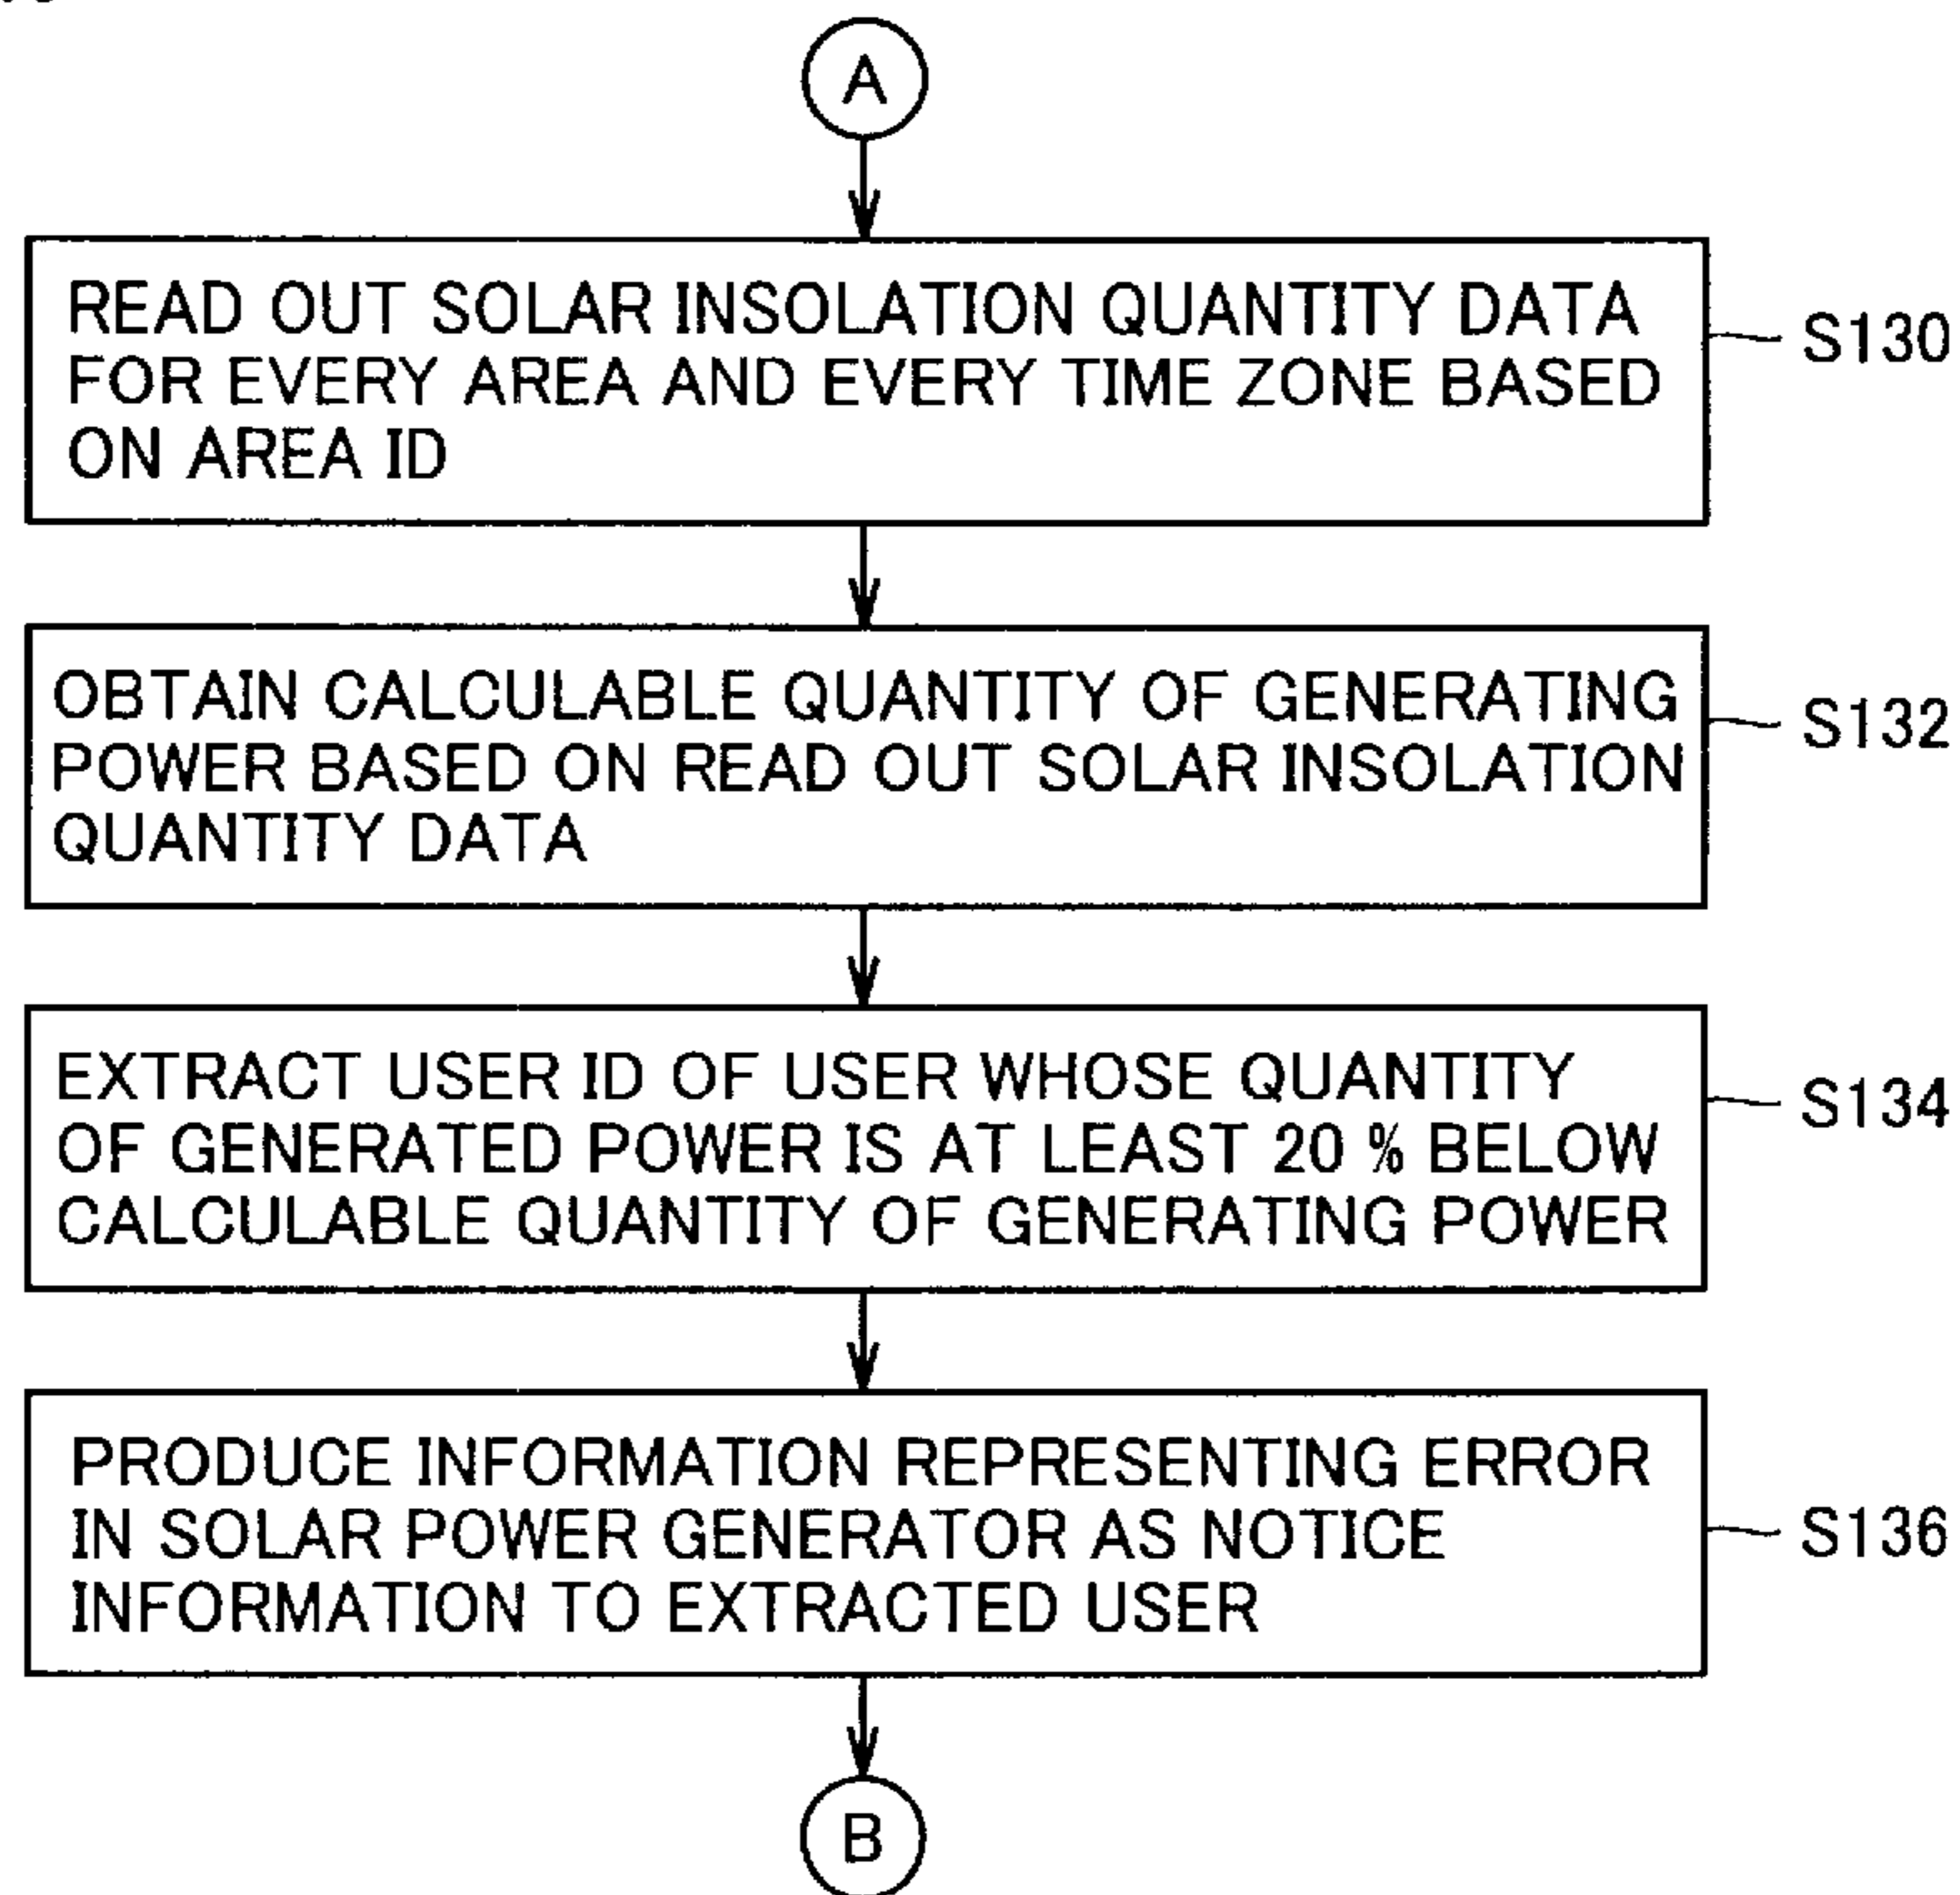 A
READ OUT SOLAR INSOLATION QUANTITY DATA
FOR EVERY AREA AND EVERY TIME ZONE BASED
ON AREA ID
S130
OBTAIN CALCULABLE QUANTITY OF GENERATING
POWER BASED ON READ OUT SOLAR INSOLATION
QUANTITY DATA
S132
EXTRACT USER ID OF USER WHOSE QUANTITY
OF GENERATED POWER IS AT LEAST 20 % BELOW
CALCULABLE QUANTITY OF GENERATING POWER
S134
PRODUCE INFORMATION REPRESENTING ERROR
IN SOLAR POWER GENERATOR AS NOTICE
INFORMATION TO EXTRACTED USER
S136
B